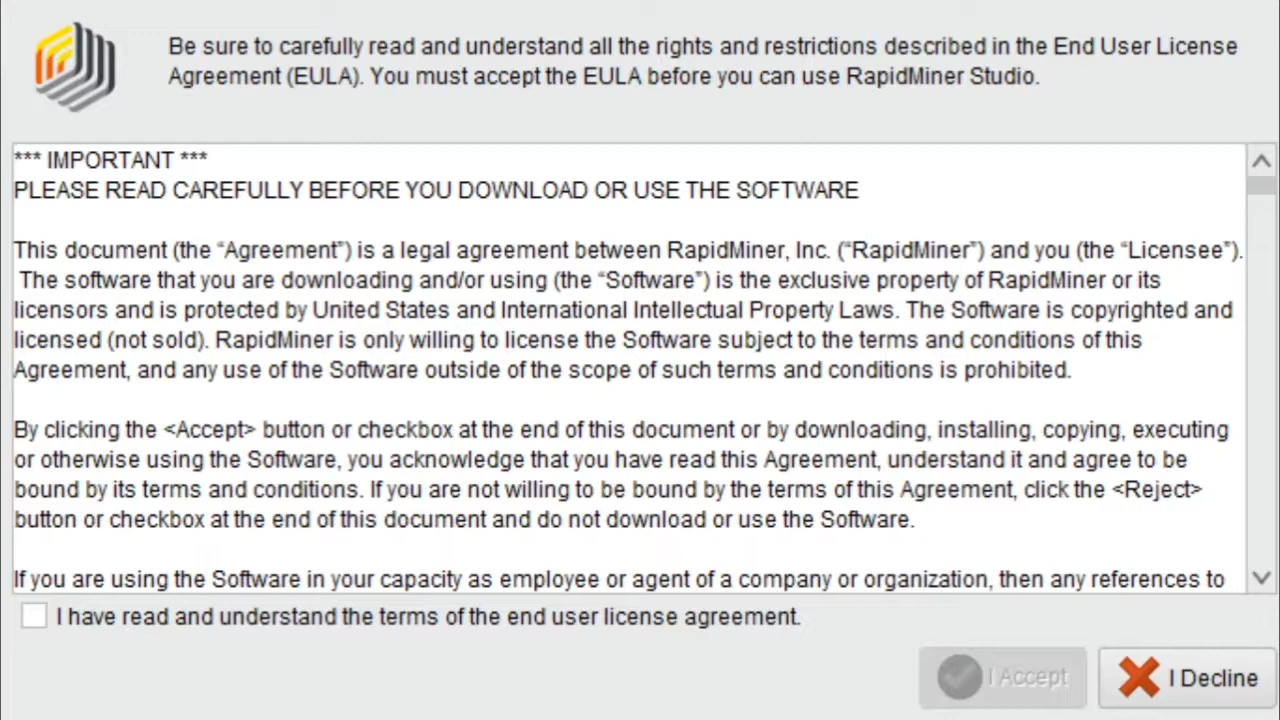 Be sure to carefully read and understand all the rights and restrictions described in the End User License
Agreement (EULA). You must accept the EULA before you can use RapidMiner Studio.
*** IMPORTANT ***
PLEASE READ CAREFULLY BEFORE YOU DOWNLOAD OR USE THE SOFTWARE
This document (the “Agreement”) is a legal agreement between RapidMiner, Inc. (“RapidMiner”) and you (the “Licensee”).
The software that you are downloading and/or using (the “Software”) is the exclusive property of RapidMiner or its
licensors and is protected by United States and International Intellectual Property Laws. The Software is copyrighted and
licensed (not sold). RapidMiner is only willing to license the Software subject to the terms and conditions of this
Agreement, and any use of the Software outside of the scope of such terms and conditions is prohibited.
By clicking the <Accept> button or checkbox at the end of this document or by downloading, installing, copying, executing
or otherwise using the Software, you acknowledge that you have read this Agreement, understand it and agree to be
bound by its terms and conditions. If you are not willing to be bound by the terms of this Agreement, click the <Reject>
button or checkbox at the end of this document and do not download or use the Software.
If you are using the Software in your capacity as employee or agent of a company or organization, then any references to
I have read and understand the terms of the end user license agreement.
I Accept
I Decline